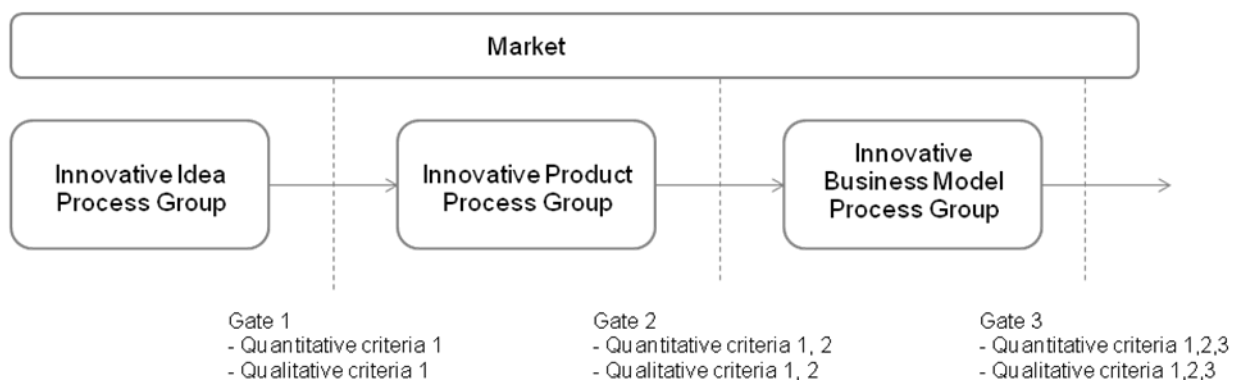 Market
Innovative Idea
Process Group
Innovative Product
Process Group
Innovative
Business Model
Process Group
Gate 1
- Quantitative criteria 1
- Qualitative criteria 1
Gate 2
- Quantitative criteria 1, 2
- Qualitative criteria 1, 2
Gate 3
- Quantitative criteria 1,2,3
- Qualitative criteria 1,2,3